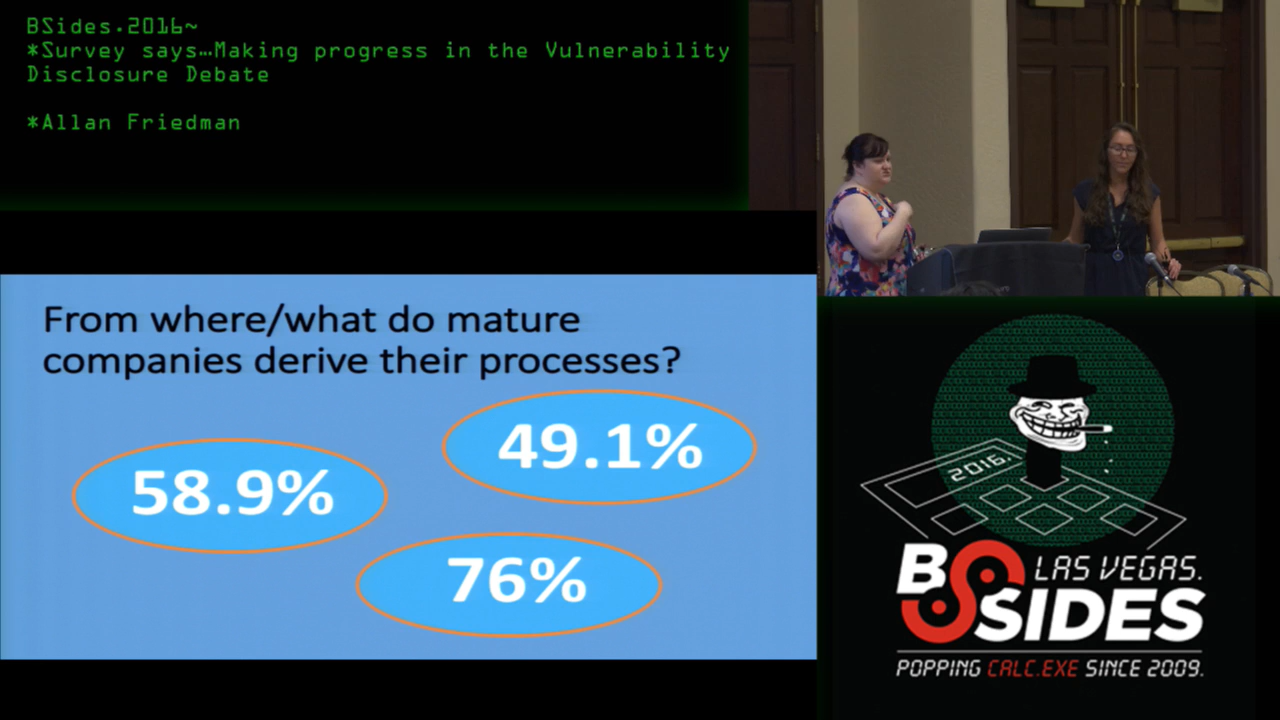 BSides.2016~
*Survey says…Making progress in the Vulnerability
Disclosure Debate
*Allan Friedman
From where/what do mature
companies derive their processes?
49.1%
58.9%
76%
2016.
BSIDES
LAS VEGAS.
POPPING CALC.EXE SINCE 2009.